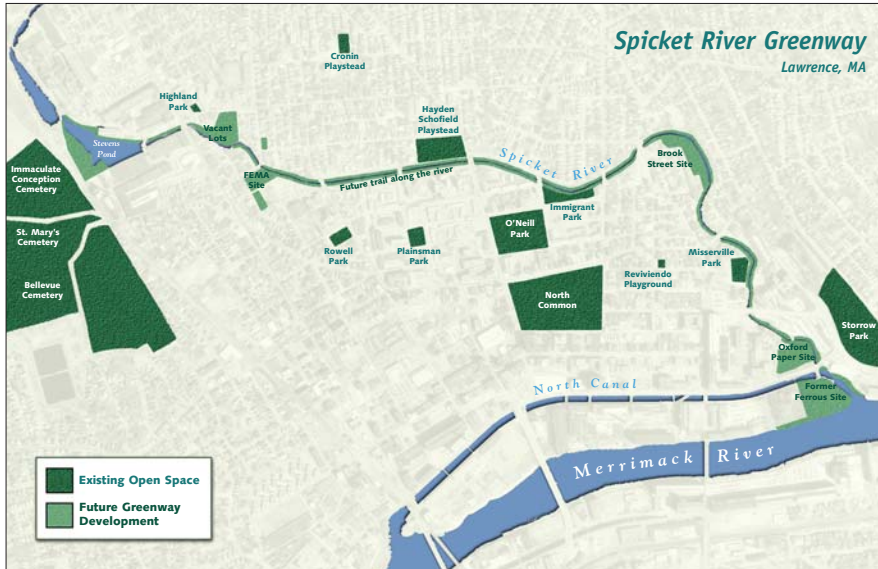 Spicket River Greenway
Lawrence, MA
Cronin
Playstead
Highland
Park
Vacant
Lots
Hayden
Schofield
Playstead
Stevens
Pond
Spicket River
Brook
Street Site
Immaculate
Conception
Cemetery
FEMA
Site
Future trail along the river
Immigrant
Park
St. Mary's
Cemetery
O'Neill
Park
Rowell
Park
Plainsman
Park
Misserville
Park
Reviviendo
Playground
Bellevue
Cemetery
North
Common
Storrow
Park
Oxford
Paper Site
North Canal
Former
Ferrous Site
Merrimack River
Existing Open Space
Future Greenway
Development